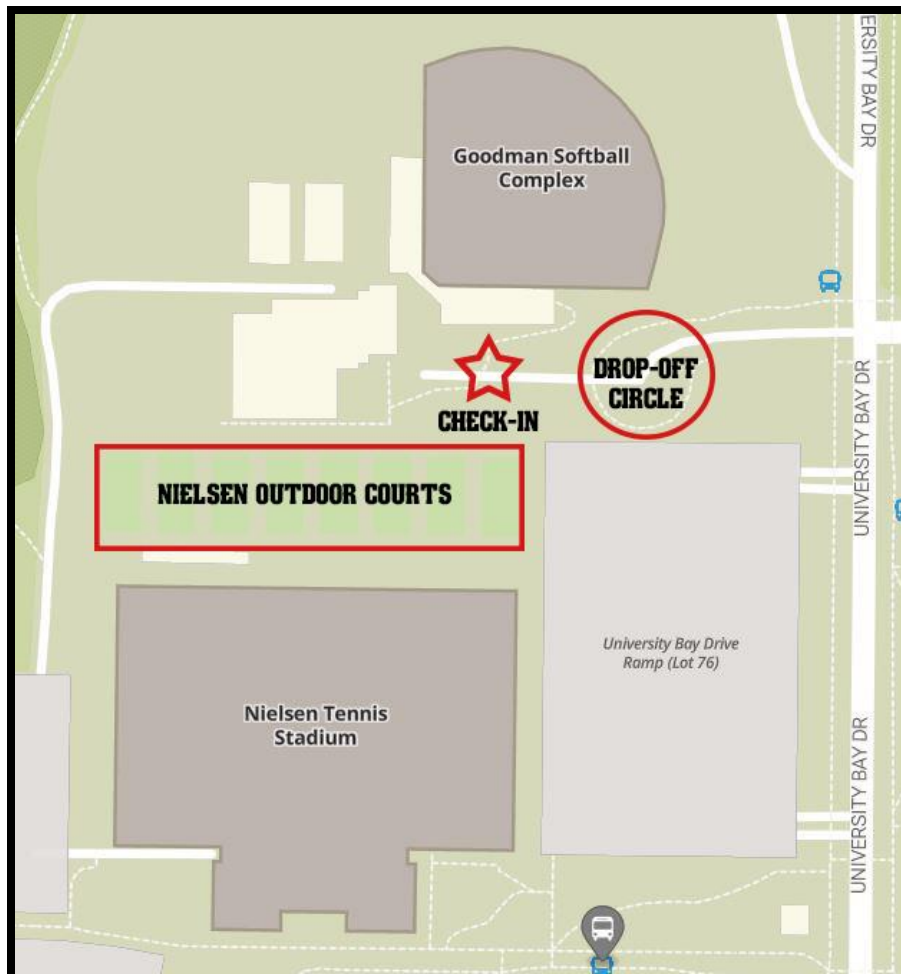 ERSITY BAY DR
Goodman Softball
Complex
DROP-OFF
CIRCLE
CHECK-IN
UNIVERSITY BAY DR
NIELSEN OUTDOOR COURTS
University Bay Drive
Ramp (Lot 76)
Nielsen Tennis
Stadium
UNIVERSITY BAY DR